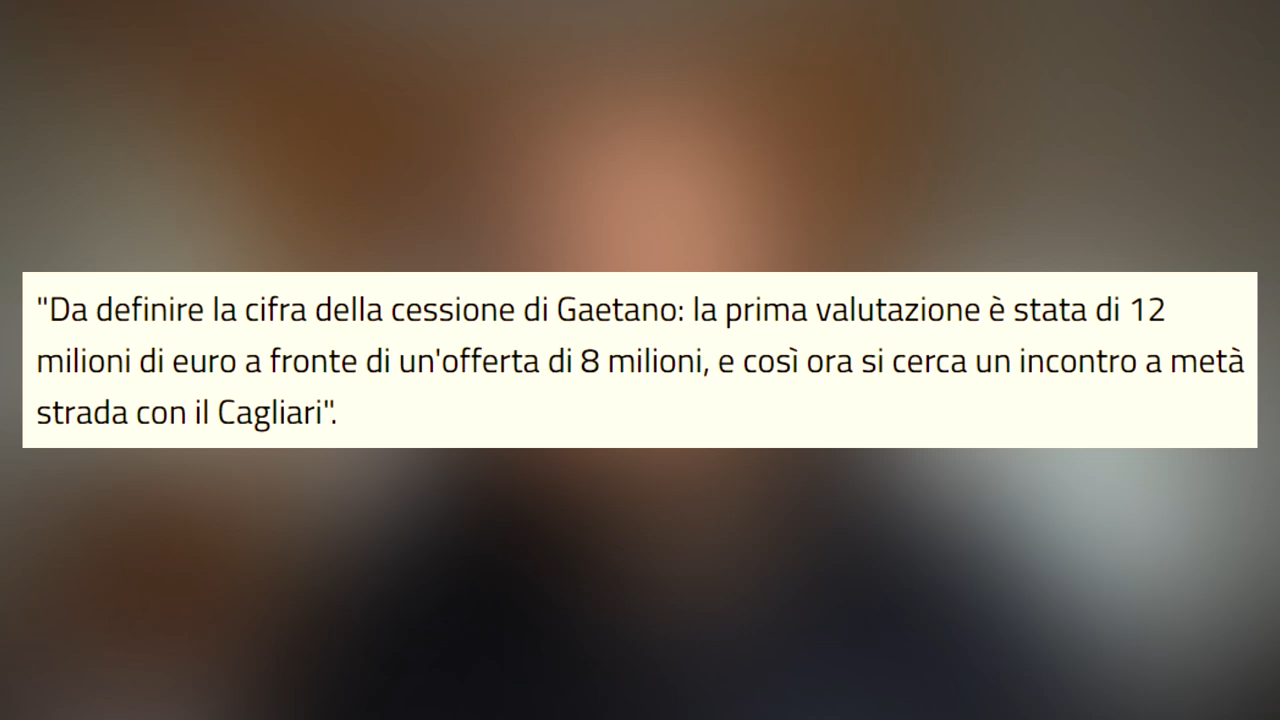 "Da definire la cifra della cessione di Gaetano: la prima valutazione è stata di 12
milioni di euro a fronte di un'offerta di 8 milioni, e così ora si cerca un incontro a metà
strada con il Cagliari".